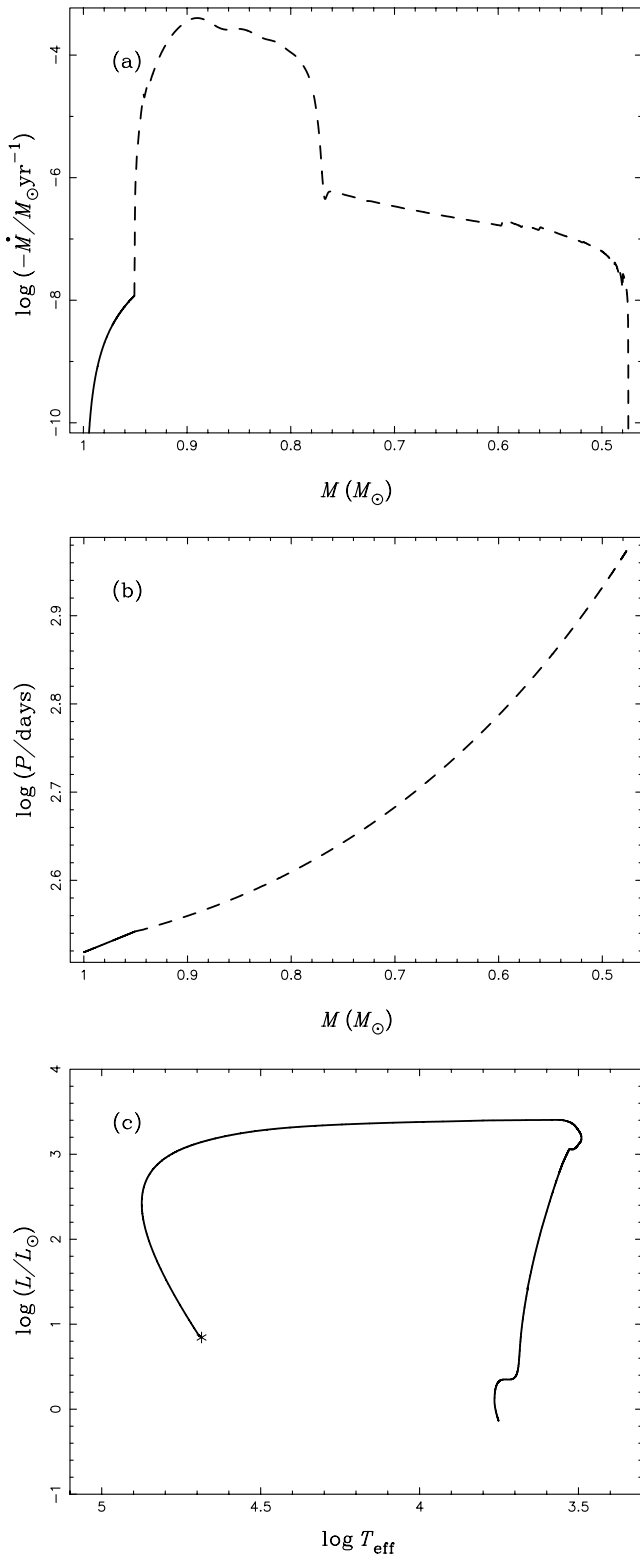 (a)
log (−Ṁ/M⊙yr⁻¹)
−4
−6
−8
−10
1 0.9 0.8 0.7 0.6 0.5
M (M⊙)
(b)
log (P/days)
2.9
2.8
2.7
2.6
1 0.9 0.8 0.7 0.6 0.5
M (M⊙)
(c)
log (L/L⊙)
4
3
2
1
0
−1
5 4.5 4 3.5
log Teff